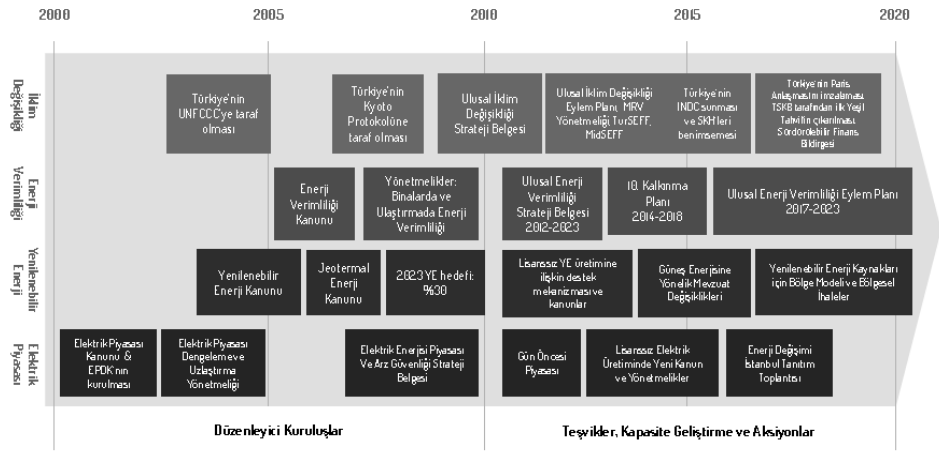 2000
2005
2010
2015
2020
İklim
Değişikliği
Türkiye'nin
UNFCCC'ye taraf
olması
Türkiye'nin
Kyoto
Protokolüne
taraf olması
Ulusal İklim
Değişikliği
Strateji Belgesi
Ulusal İklim Değişikliği
Eylem Planı, MRV
Yönetmeliği, TurSEFF,
MidSEFF
Türkiye'nin
INDC sunması
ve SKH'leri
benimsemesi
Türkiye'nin Paris
Anlaşması'nı imzalaması,
TSKB tarafından ilk Yeşil
Tahvil'in çıkarılması,
Sürdürülebilir Finans
Bildirgesi
Enerji
Verimliliği
Enerji
Verimliliği
Kanunu
Yönetmelikler:
Binalarda ve
Ulaştırmada Enerji
Verimliliği
Ulusal Enerji
Verimliliği
Strateji Belgesi
2012-2023
10. Kalkınma
Planı
2014-2018
Ulusal Enerji Verimliliği Eylem Planı
2017-2023
Yenilenebilir
Enerji
Yenilenebilir
Enerji Kanunu
Jeotermal
Enerji
Kanunu
2023 YE hedefi:
%30
Lisanssız YE üretimine
ilişkin destek
mekanizması ve
kanunlar
Güneş Enerjisine
Yönelik Mevzuat
Değişiklikleri
Yenilenebilir Enerji Kaynakları
için Bölge Modeli ve Bölgesel
İhaleler
Elektrik
Piyasası
Elektrik Piyasası
Kanunu &
EPDK'nın
kurulması
Elektrik Piyasası
Dengeleme ve
Uzlaştırma
Yönetmeliği
Elektrik Enerjisi Piyasası
Ve Arz Güvenliği Strateji
Belgesi
Gün Öncesi
Piyasası
Lisanssız Elektrik
Üretiminde Yeni Kanun
ve Yönetmelikler
Enerji Değişimi
İstanbul Tanıtım
Toplantısı
Düzenleyici Kuruluşlar
Teşvikler, Kapasite Geliştirme ve Aksiyonlar